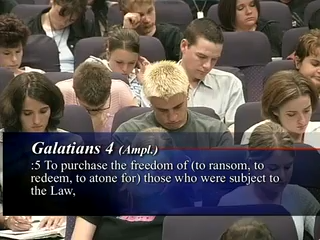 Galatians 4 (Ampl.)
:5 To purchase the freedom of (to ransom, to
redeem, to atone for) those who were subject to
the Law,